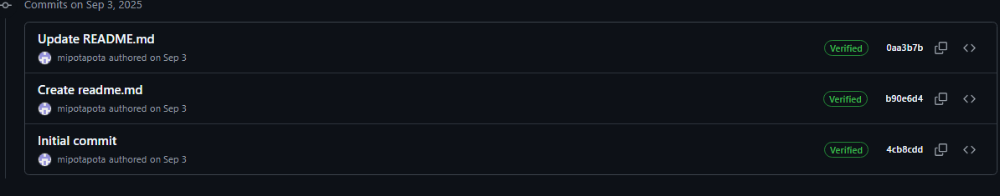 Commits on Sep 3, 2025
Update README.md
mipotapota authored on Sep 3
Verified
0aa3b7b
Create readme.md
mipotapota authored on Sep 3
Verified
b90e6d4
Initial commit
mipotapota authored on Sep 3
Verified
4cb8cdd